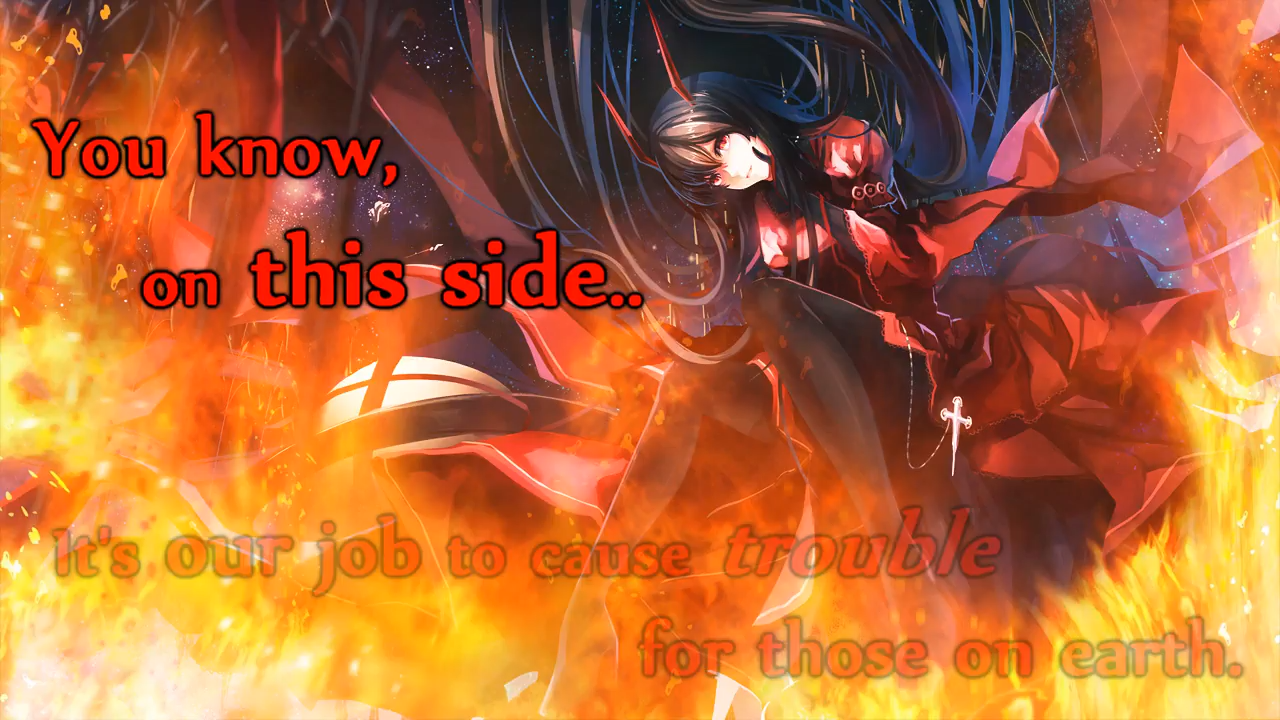 You know,
on this side..
It's our job to cause trouble
for those on earth.